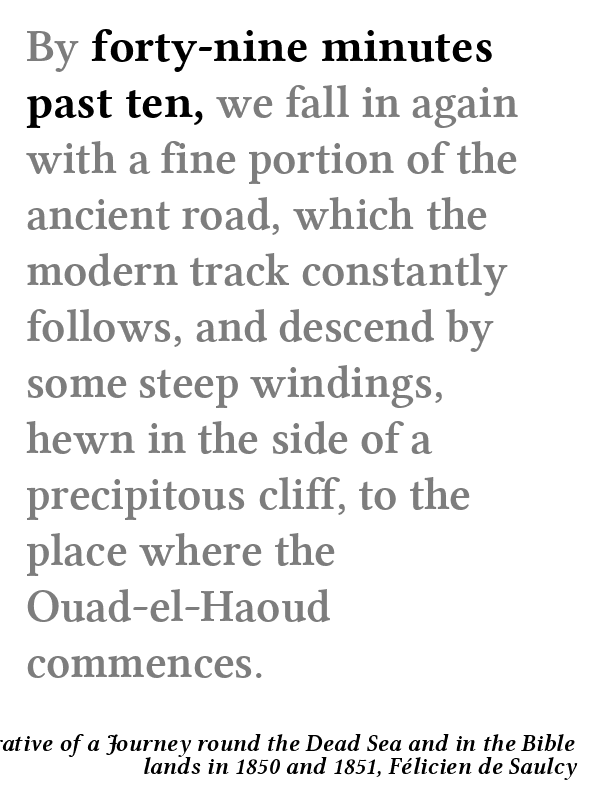 By forty-nine minutes
past ten, we fall in again
with a fine portion of the
ancient road, which the
modern track constantly
follows, and descend by
some steep windings,
hewn in the side of a
precipitous cliff, to the
place where the
Ouad-el-Haoud
commences.
of a Journey round the Dead Sea and in the Bible
lands in 1850 and 1851, Félicien de Saulcy